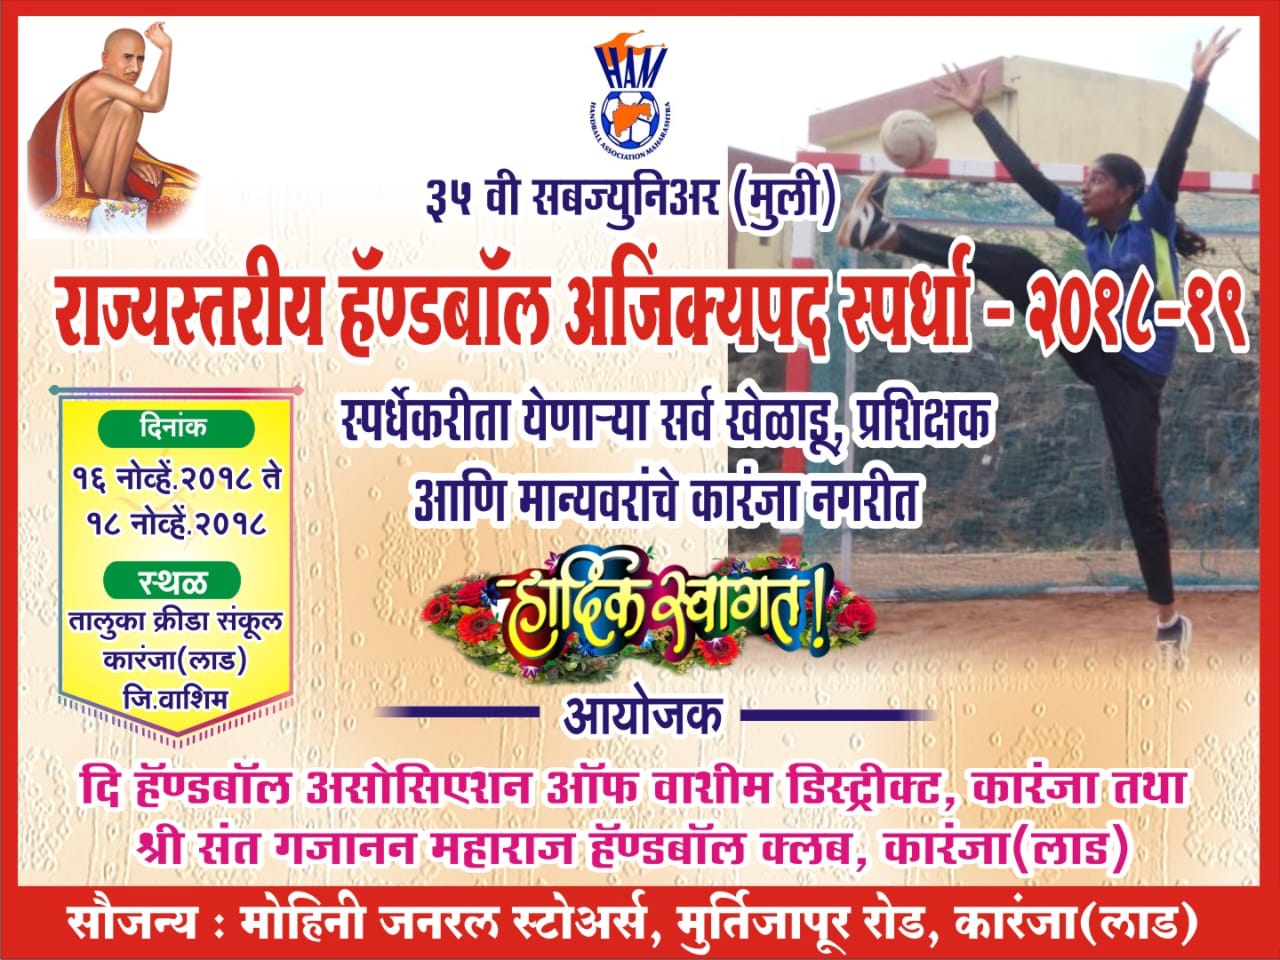 HAM
HANDBALL ASSOCIATION MAHARASHTRA
३५ वी सबज्युनिअर (मुली)
राज्यस्तरीय हॅण्डबॉल अजिंक्यपद स्पर्धा - २०१८-१९
स्पर्धेकरीता येणाऱ्या सर्व खेळाडू, प्रशिक्षक
आणि मान्यवरांचे कारंजा नगरीत
हार्दिक स्वागत!
दिनांक
१६ नोव्हें.२०१८ ते
१८ नोव्हें.२०१८
स्थळ
तालुका क्रीडा संकूल
कारंजा(लाड)
जि.वाशिम
आयोजक
दि हॅण्डबॉल असोसिएशन ऑफ वाशीम डिस्ट्रीक्ट, कारंजा तथा
श्री संत गजानन महाराज हॅण्डबॉल क्लब, कारंजा(लाड)
सौजन्य : मोहिनी जनरल स्टोअर्स, मुर्तिजापूर रोड, कारंजा(लाड)